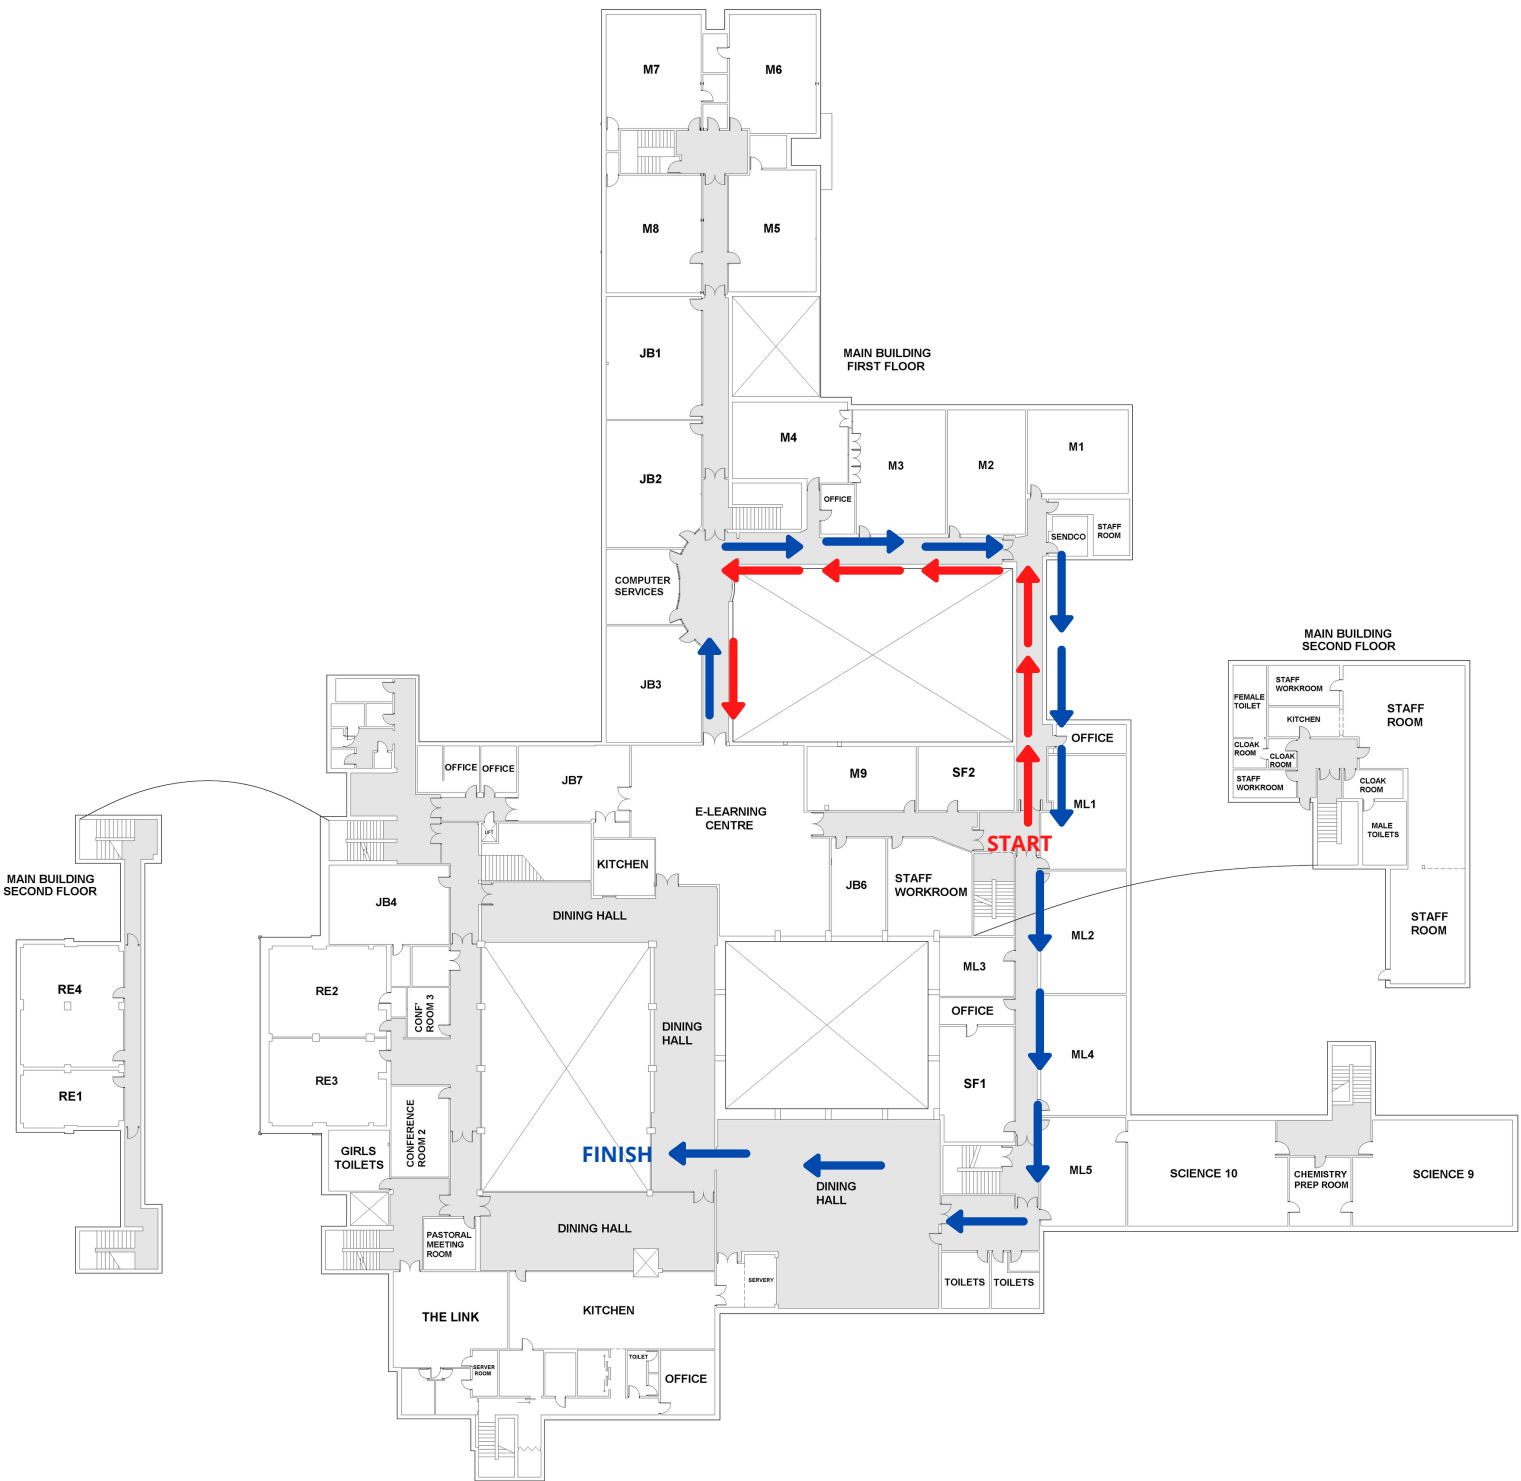 M7
M6
M8
M5
JB1
MAIN BUILDING
FIRST FLOOR
M4
M3
M2
M1
JB2
OFFICE
STAFF
ROOM
SENDCO
COMPUTER
SERVICES
JB3
MAIN BUILDING
SECOND FLOOR
FEMALE
TOILET
STAFF
WORKROOM
KITCHEN
STAFF
ROOM
CLOAK
ROOM
CLOAK
ROOM
STAFF
WORKROOM
CLOAK
ROOM
MALE
TOILETS
STAFF
ROOM
OFFICE
OFFICE
OFFICE
JB7
M9
SF2
ML1
E-LEARNING
CENTRE
START
LIFT
KITCHEN
JB6
STAFF
WORKROOM
MAIN BUILDING
SECOND FLOOR
JB4
DINING HALL
ML2
ML3
RE4
RE2
CONF'
ROOM 3
OFFICE
DINING
HALL
ML4
RE3
SF1
RE1
CONFERENCE
ROOM 2
GIRLS
TOILETS
FINISH
ML5
SCIENCE 10
CHEMISTRY
PREP ROOM
SCIENCE 9
DINING
HALL
DINING HALL
PASTORAL
MEETING
ROOM
SERVERY
TOILETS
TOILETS
THE LINK
KITCHEN
SERVER
ROOM
TOILET
OFFICE